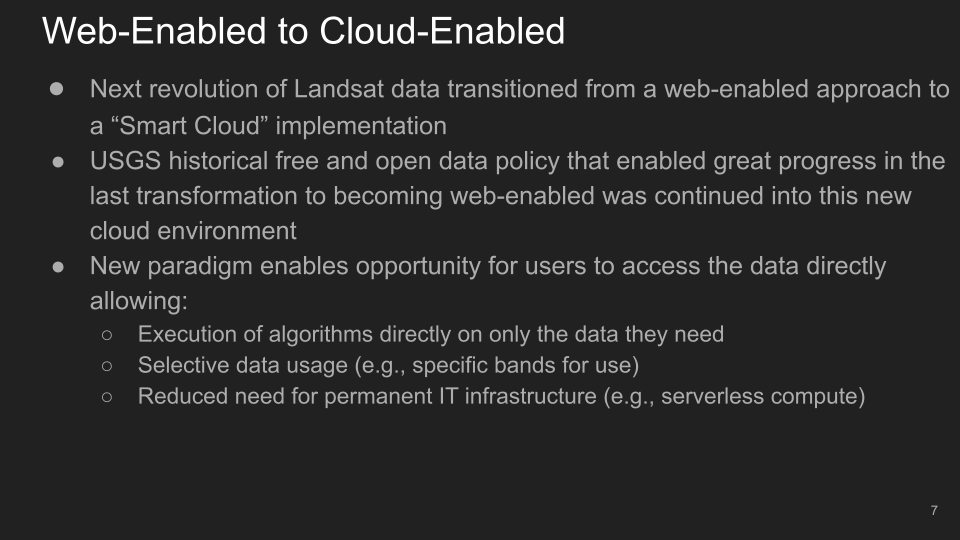 Web-Enabled to Cloud-Enabled
● Next revolution of Landsat data transitioned from a web-enabled approach to
a “Smart Cloud” implementation
● USGS historical free and open data policy that enabled great progress in the
last transformation to becoming web-enabled was continued into this new
cloud environment
● New paradigm enables opportunity for users to access the data directly
allowing:
○ Execution of algorithms directly on only the data they need
○ Selective data usage (e.g., specific bands for use)
○ Reduced need for permanent IT infrastructure (e.g., serverless compute)
7